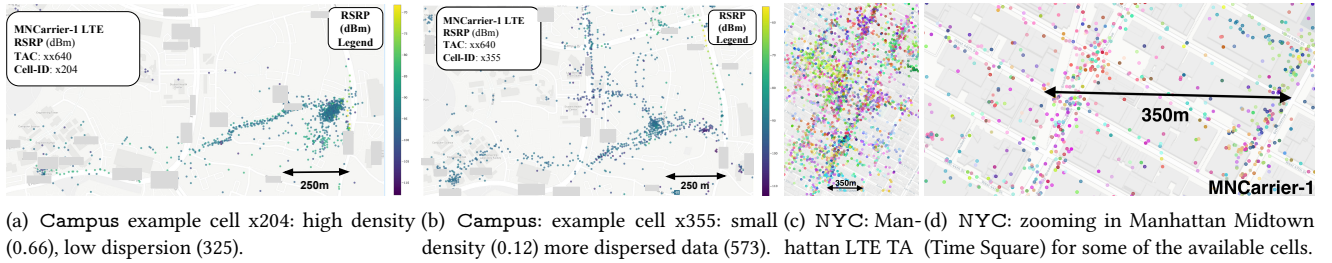 MNCarrier-1 LTE
RSRP (dBm)
TAC: xx640
Cell-ID: x204
RSRP
(dBm)
Legend
250m
MNCarrier-1 LTE
RSRP (dBm)
TAC: xx640
Cell-ID: x355
RSRP
(dBm)
Legend
250 m
350m
350m
MNCarrier-1
(a) Campus example cell x204: high density
(0.66), low dispersion (325).
(b) Campus: example cell x355: small
density (0.12) more dispersed data (573).
(c) NYC: Man-
hattan LTE TA
(d) NYC: zooming in Manhattan Midtown
(Time Square) for some of the available cells.